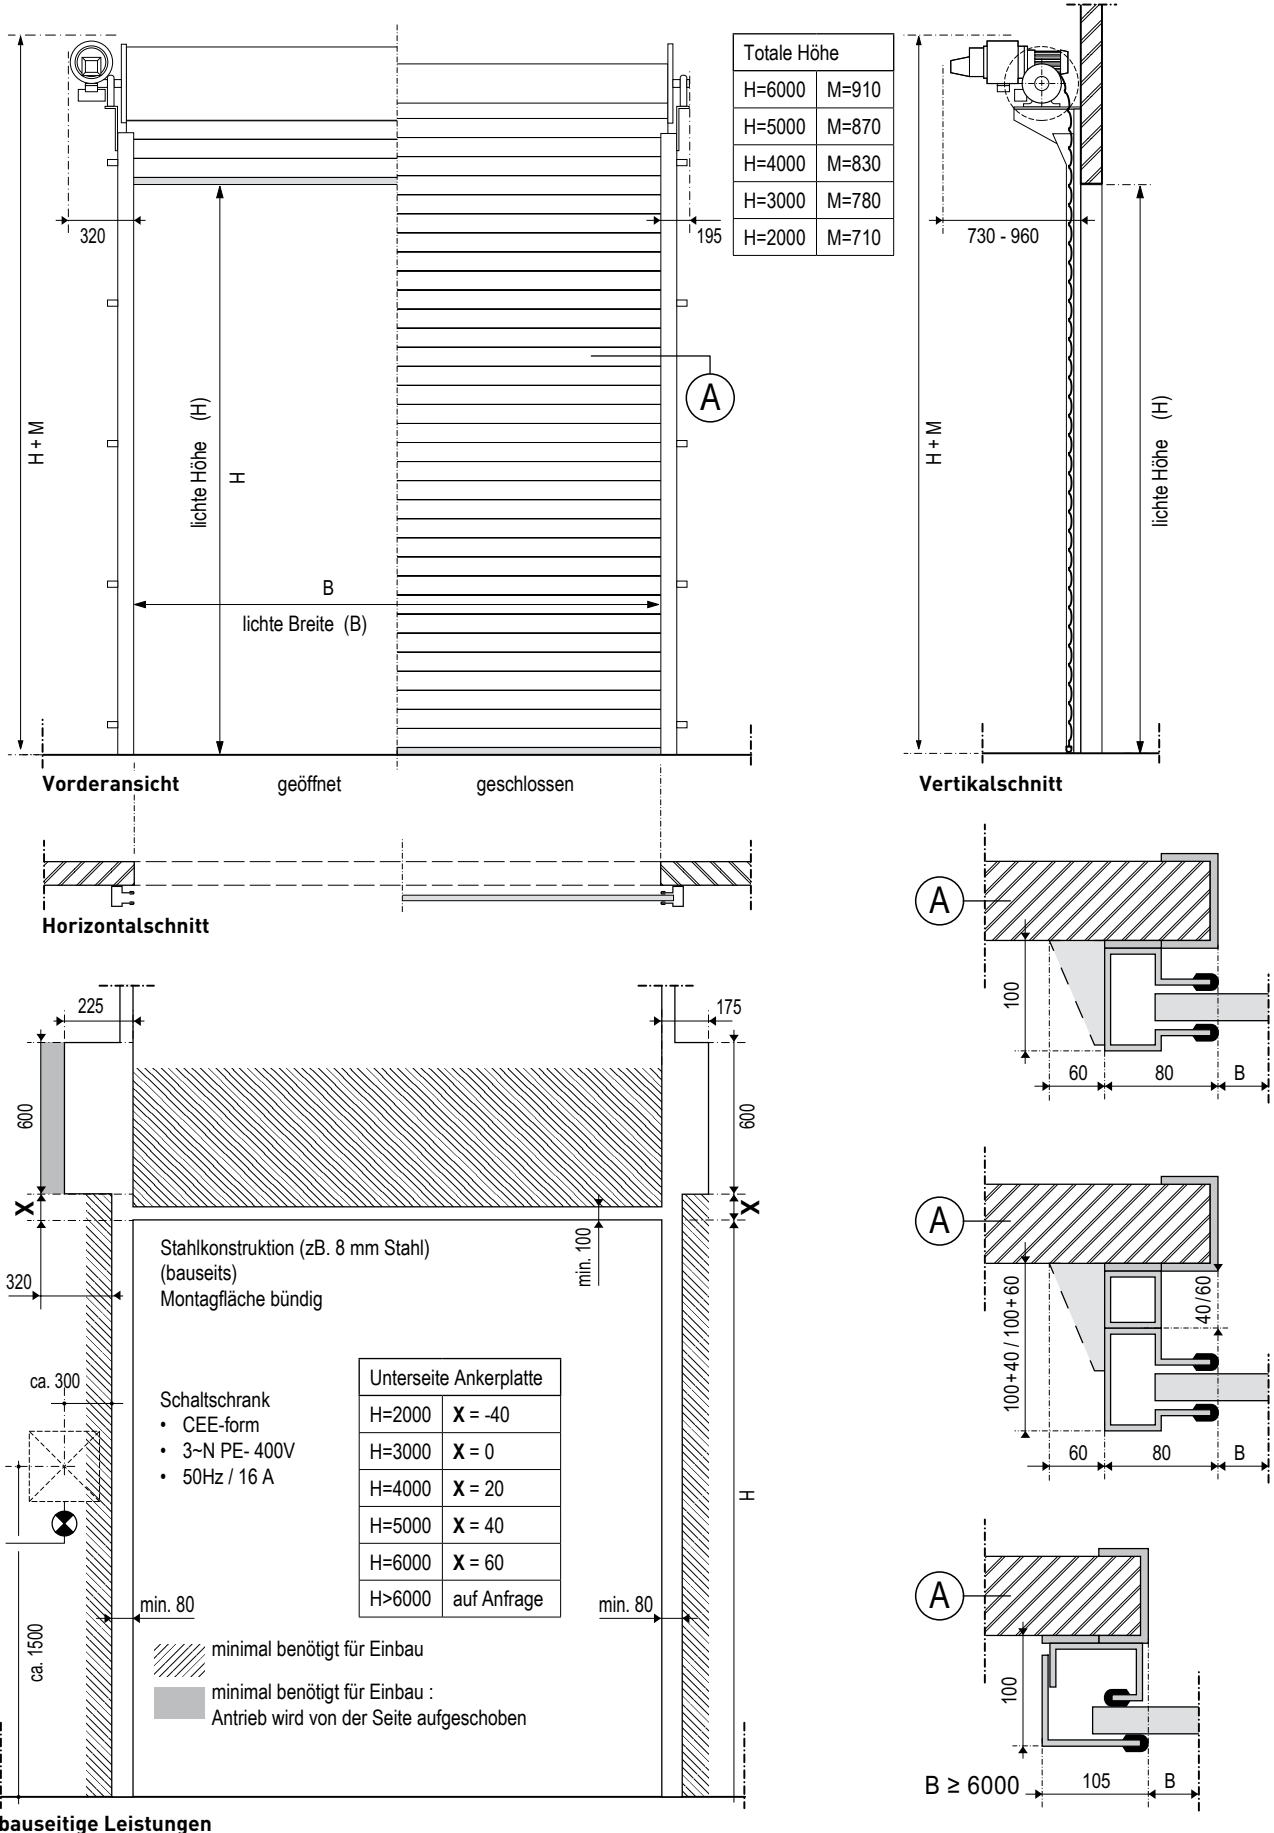 Totale Höhe
H=6000 M=910
H=5000 M=870
H=4000 M=830
H=3000 M=780
H=2000 M=710
320
195
730 - 960
A
H + M
lichte Höhe (H)
H
B
lichte Breite (B)
H + M
lichte Höhe (H)
Vorderansicht
geöffnet
geschlossen
Vertikalschnitt
Horizontalschnitt
A
100
60
80
B
225
175
600
600
X
X
min. 100
320
Stahlkonstruktion (zB. 8 mm Stahl)
(bauseits)
Montagfläche bündig
A
100+40 / 100+60
40/60
60
80
B
ca. 300
Schaltschrank
• CEE-form
• 3~N PE- 400V
• 50Hz / 16 A
Unterseite Ankerplatte
H=2000 X = -40
H=3000 X = 0
H=4000 X = 20
H=5000 X = 40
H=6000 X = 60
H>6000 auf Anfrage
H
min. 80
min. 80
ca. 1500
minimal benötigt für Einbau
minimal benötigt für Einbau :
Antrieb wird von der Seite aufgeschoben
A
100
B ≥ 6000
105
B
bauseitige Leistungen